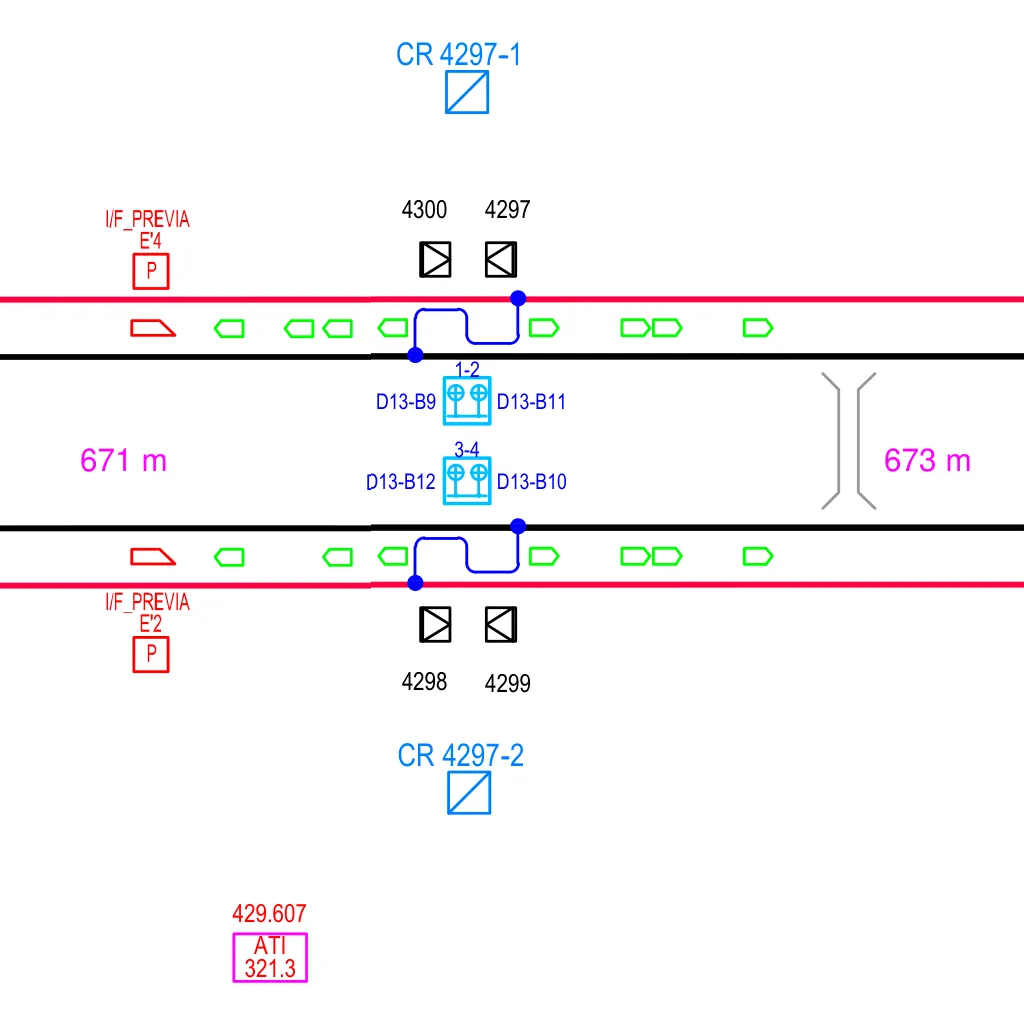 CR 4297-1
4300 4297
I/F_PREVIA
E'4
P
1-2
D13-B9 D13-B11
671 m 673 m
3-4
D13-B12 D13-B10
I/F_PREVIA
E'2
P
4298 4299
CR 4297-2
429.607
ATI
321.3